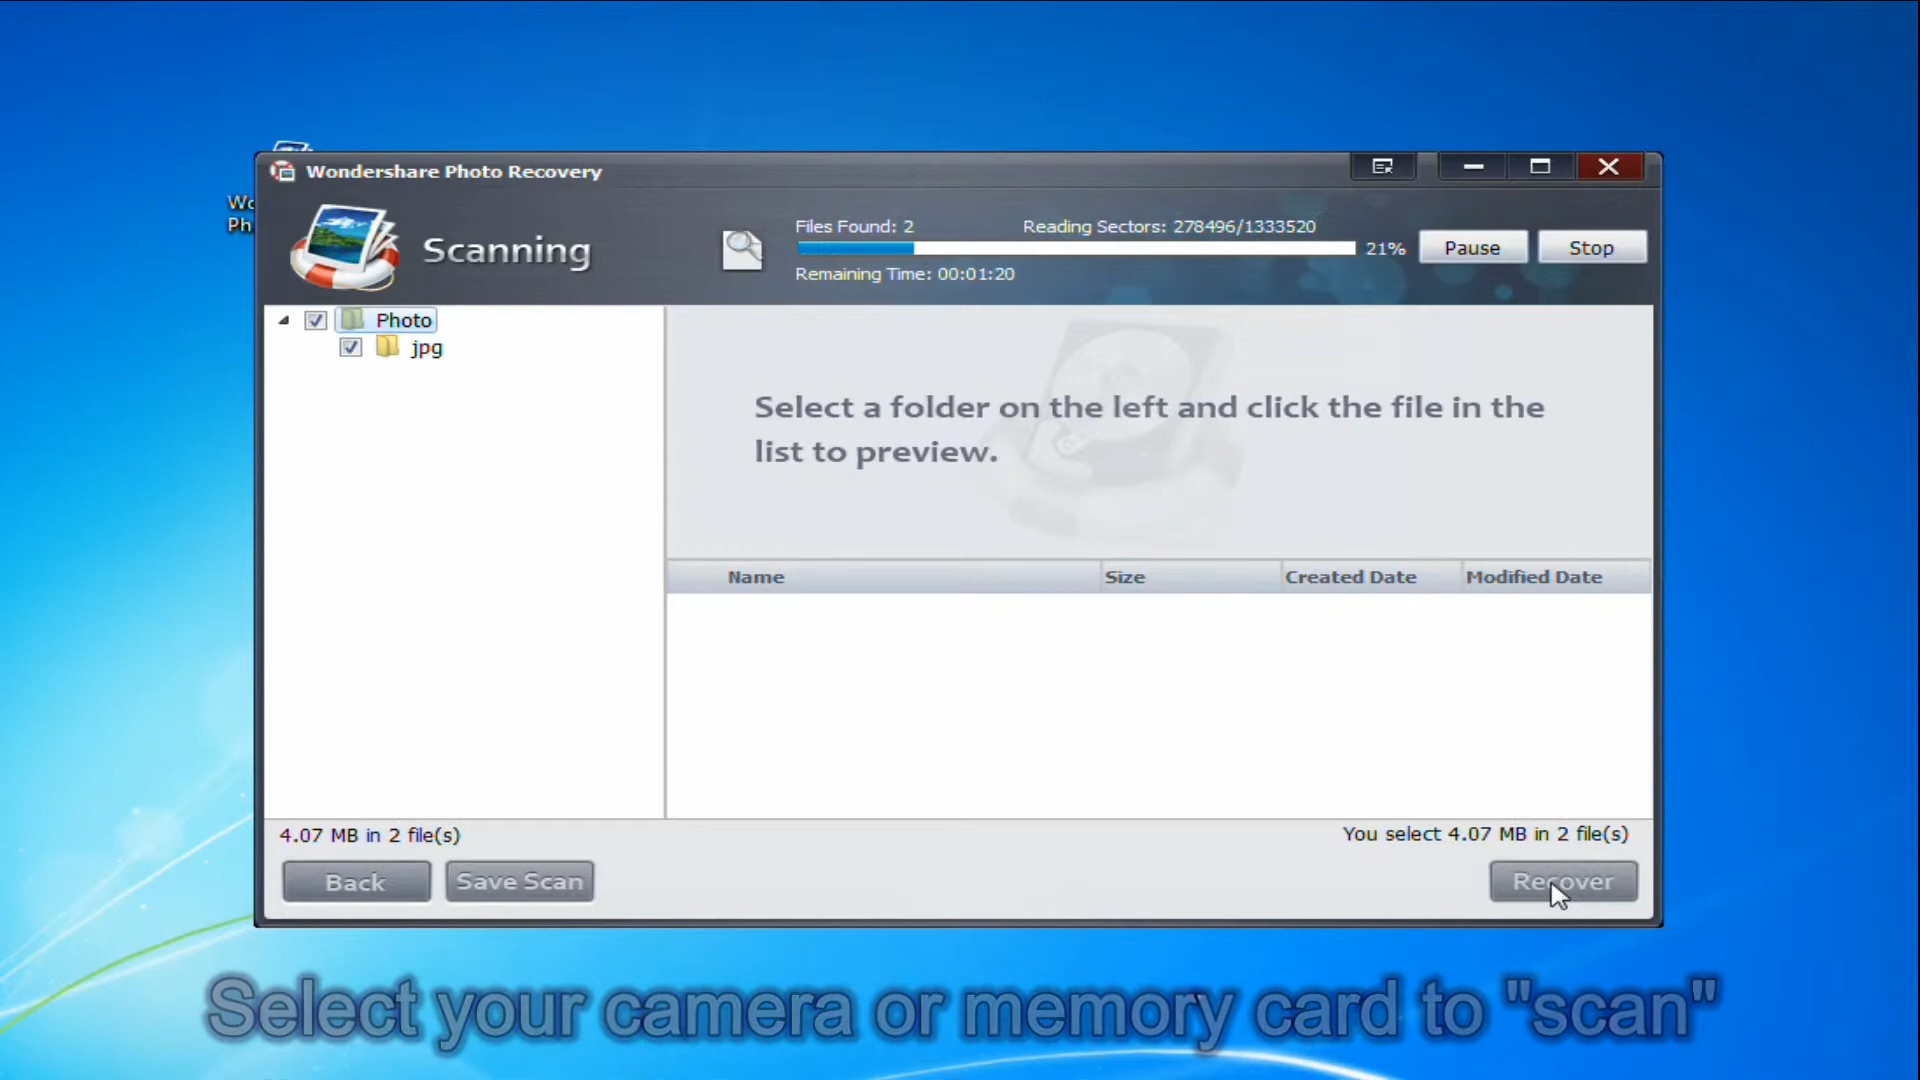 Wo
Ph
Wondershare Photo Recovery
Scanning
Files Found: 2
Reading Sectors: 278496/1333520
21%
Pause
Stop
Remaining Time: 00:01:20
Photo
jpg
Select a folder on the left and click the file in the
list to preview.
Name
Size
Created Date
Modified Date
4.07 MB in 2 file(s)
You select 4.07 MB in 2 file(s)
Back
Save Scan
Recover
Select your camera or memory card to "scan"